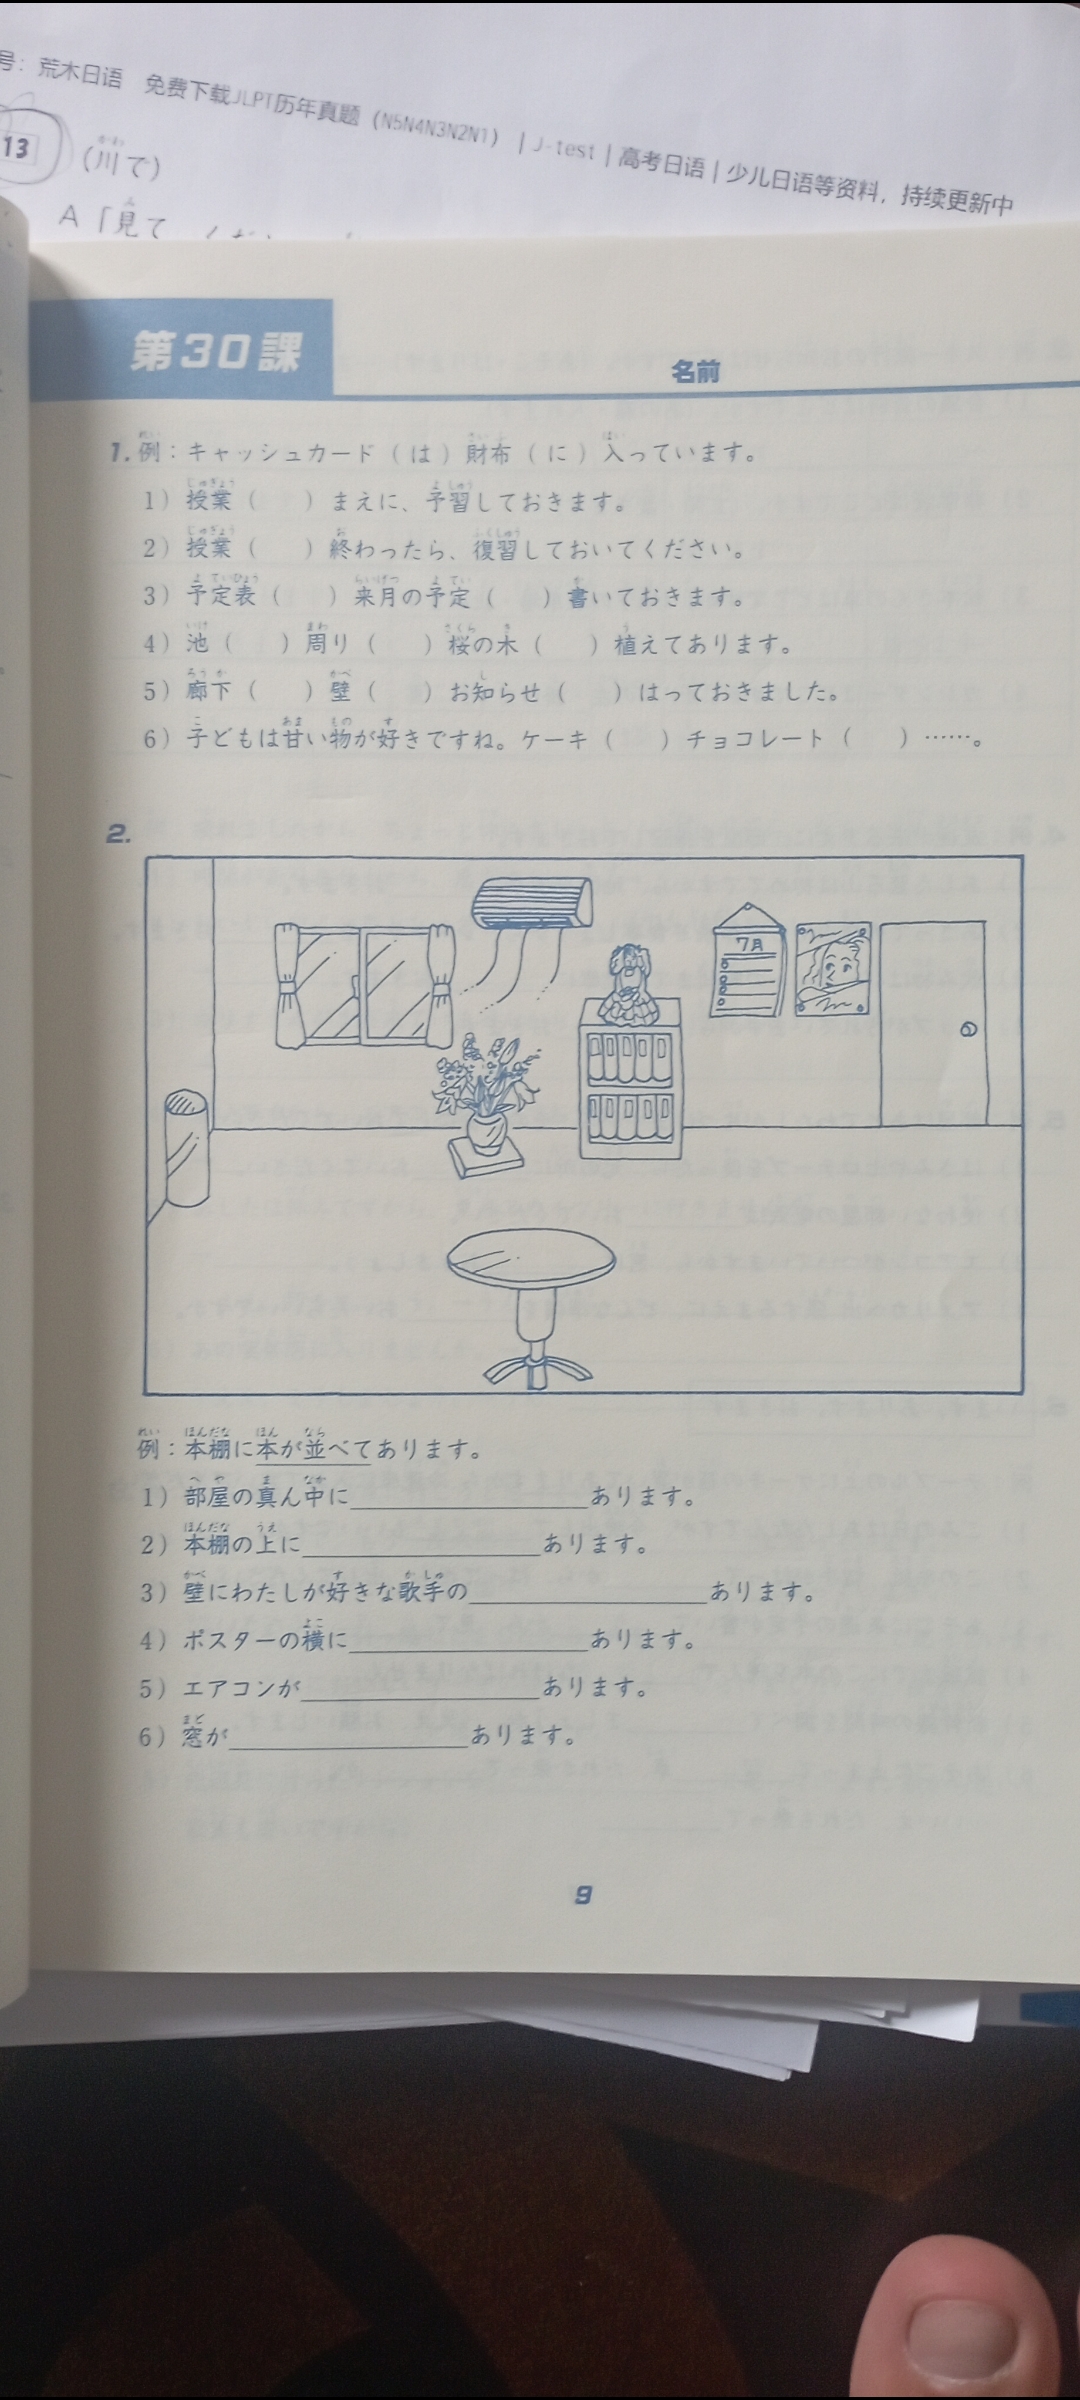 号：荒木日语　免费下载JLPT历年真题（N5N4N3N2N1）｜J-test｜高考日语｜少儿日语等资料，持续更新中
13（川で）
A「見て
第30課
名前
1. 例：キャッシュカード（は）財布（に）入っています。
1）授業（　　）まえに、予習しておきます。
2）授業（　　）終わったら、復習しておいてください。
3）予定表（　　）来月の予定（　　）書いておきます。
4）池（　　）周り（　　）桜の木（　　）植えてあります。
5）廊下（　　）壁（　　）お知らせ（　　）はっておきました。
6）子どもは甘い物が好きですね。ケーキ（　　）チョコレート（　　）……。
2.
7月
例：本棚に本が並べてあります。
1）部屋の真ん中に＿＿＿＿＿＿＿＿＿＿あります。
2）本棚の上に＿＿＿＿＿＿＿＿＿＿あります。
3）壁にわたしが好きな歌手の＿＿＿＿＿＿＿＿＿＿あります。
4）ポスターの横に＿＿＿＿＿＿＿＿＿＿あります。
5）エアコンが＿＿＿＿＿＿＿＿＿＿あります。
6）窓が＿＿＿＿＿＿＿＿＿＿あります。
9